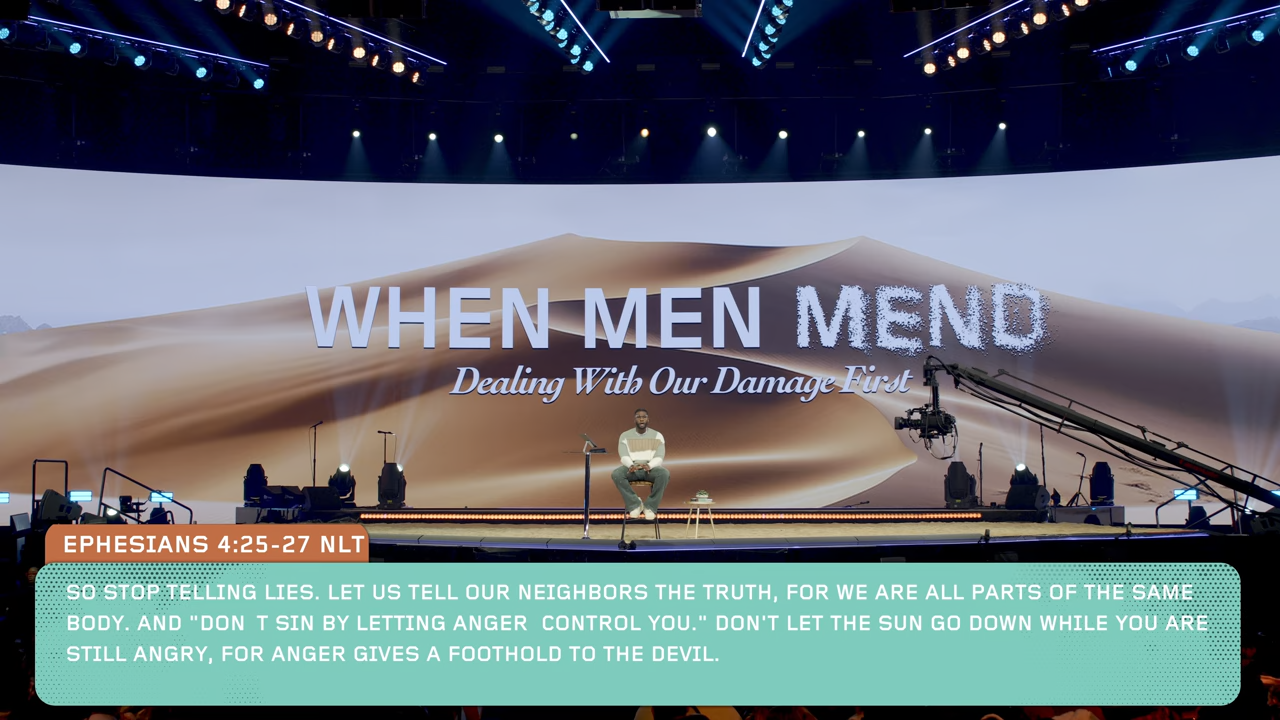 WHEN MEN MEND
Dealing With Our Damage First
EPHESIANS 4:25-27 NLT
SO STOP TELLING LIES. LET US TELL OUR NEIGHBORS THE TRUTH, FOR WE ARE ALL PARTS OF THE SAME
BODY. AND "DON T SIN BY LETTING ANGER CONTROL YOU." DON'T LET THE SUN GO DOWN WHILE YOU ARE
STILL ANGRY, FOR ANGER GIVES A FOOTHOLD TO THE DEVIL.